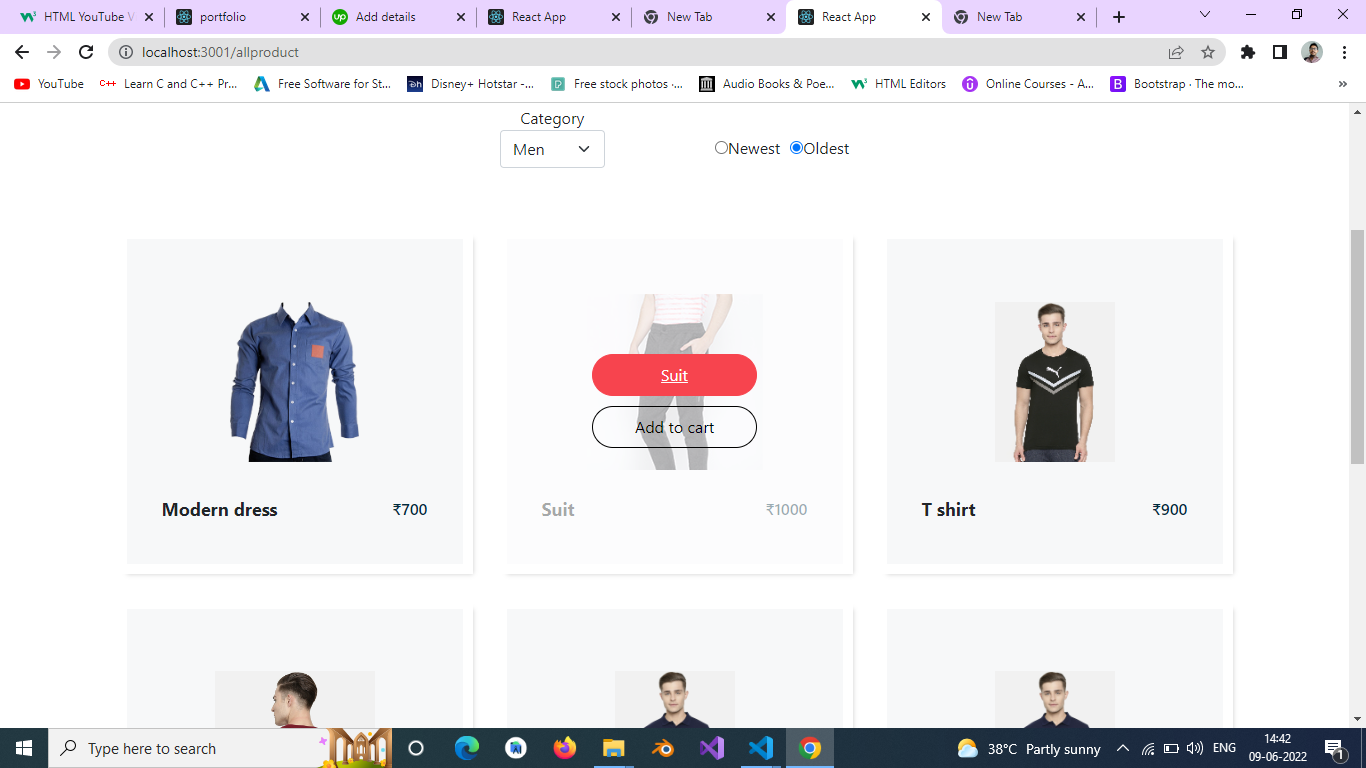 HTML YouTube V
portfolio
Add details
React App
New Tab
React App
New Tab
localhost:3001/allproduct
YouTube
C++ Learn C and C++ Pr...
Free Software for St...
Disney+ Hotstar -...
Free stock photos ·...
Audio Books & Poe...
HTML Editors
Online Courses - A...
Bootstrap · The mo...
»
Category
Men
Newest Oldest
Suit
Add to cart
Modern dress ₹700
Suit ₹1000
T shirt ₹900
Type here to search
38°C Partly sunny
ENG
14:42
09-06-2022
1